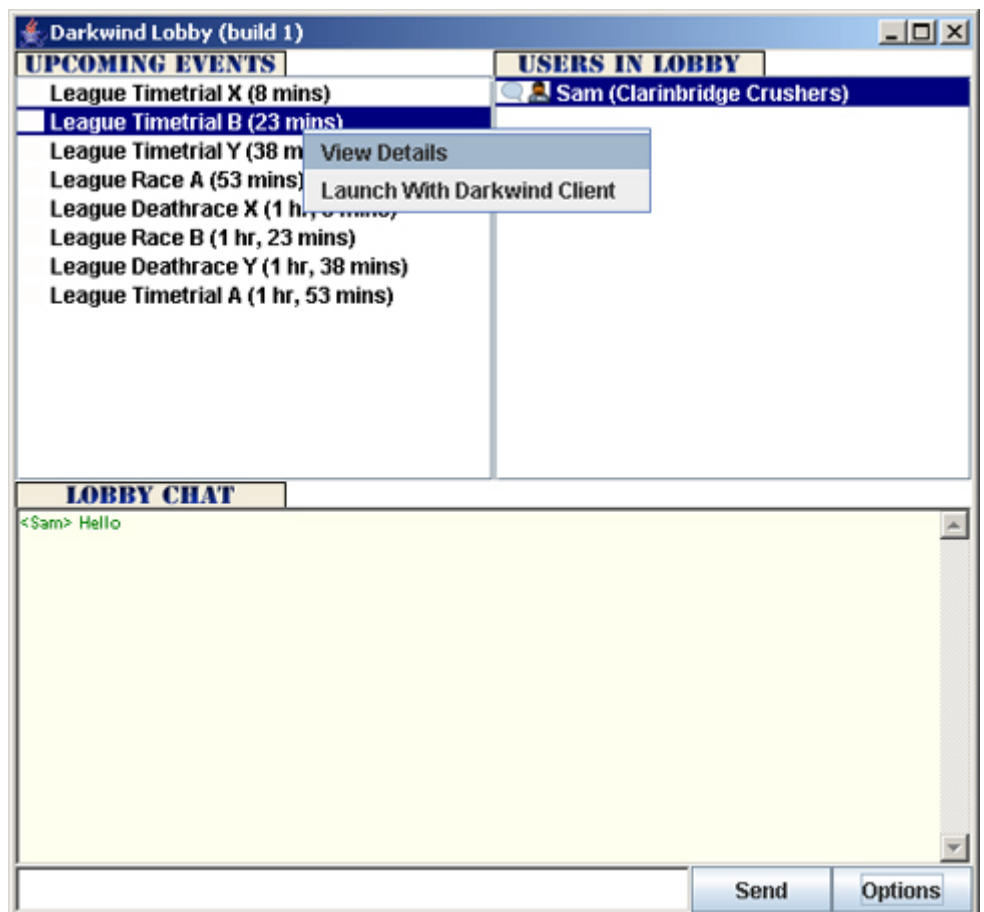 Darkwind Lobby (build 1)
UPCOMING EVENTS
League Timetrial X (8 mins)
League Timetrial B (23 mins)
League Timetrial Y (38 m
League Race A (53 mins)
League Deathrace X (1 hr,
League Race B (1 hr, 23 mins)
League Deathrace Y (1 hr, 38 mins)
League Timetrial A (1 hr, 53 mins)
View Details
Launch With Darkwind Client
USERS IN LOBBY
Sam (Clarinbridge Crushers)
LOBBY CHAT
<Sam> Hello
Send
Options